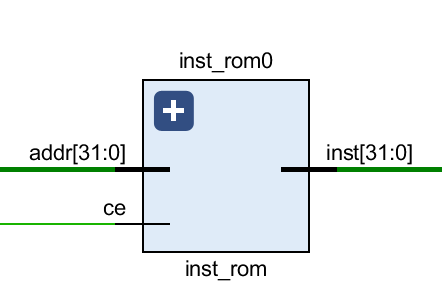 inst_rom0
addr[31:0]
inst[31:0]
ce
inst_rom